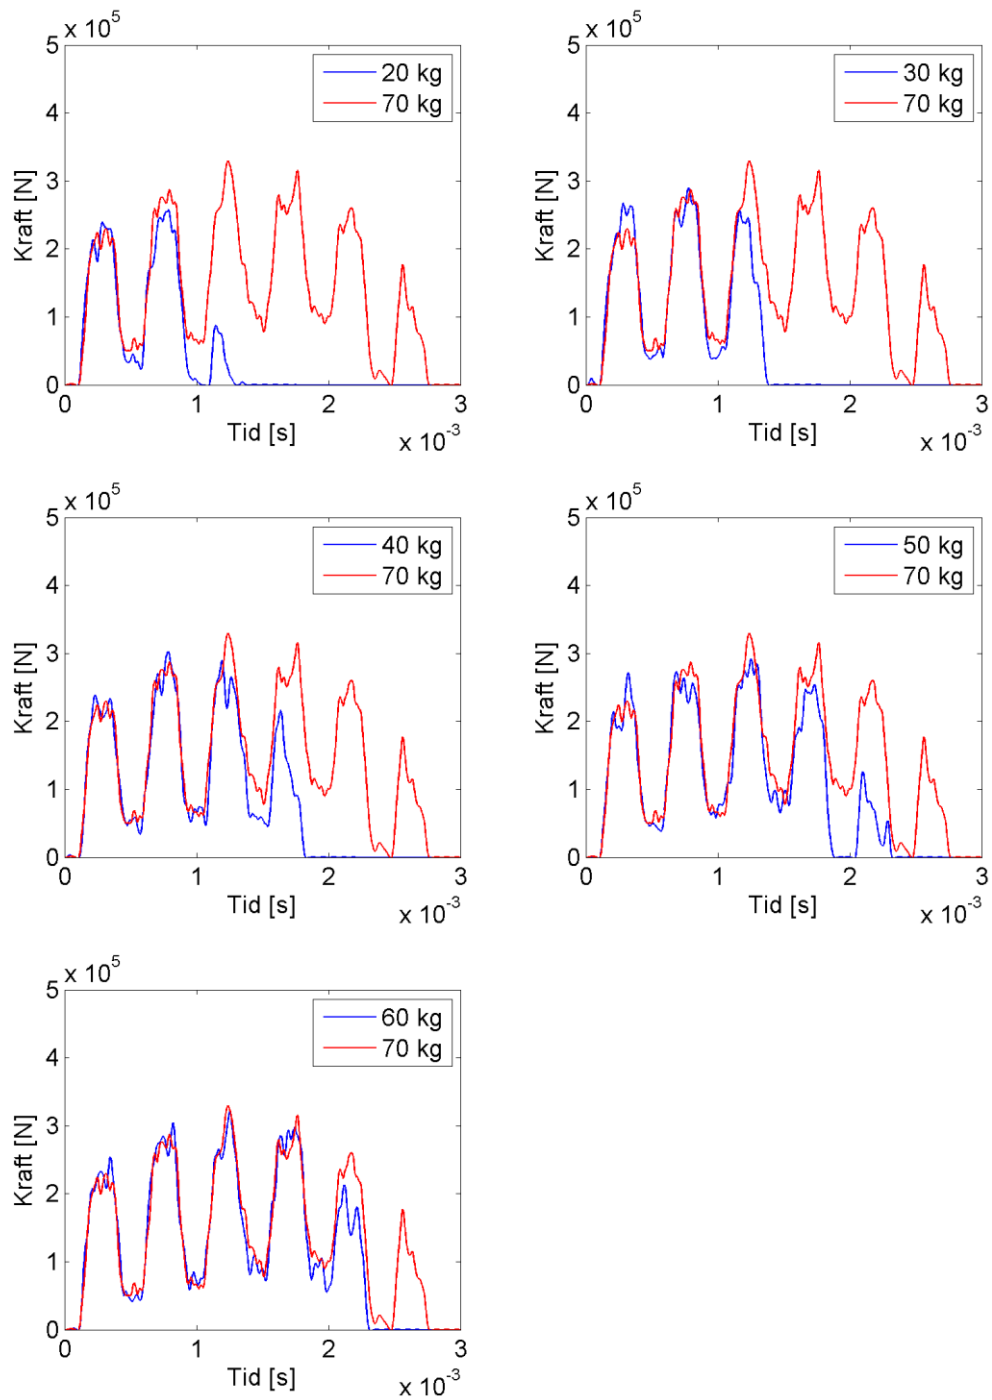 x 10^5
5
4
3
2
1
0
Kraft [N]
20 kg
70 kg
0 1 2 3
Tid [s]
x 10^-3
x 10^5
5
4
3
2
1
0
Kraft [N]
30 kg
70 kg
0 1 2 3
Tid [s]
x 10^-3
x 10^5
5
4
3
2
1
0
Kraft [N]
40 kg
70 kg
0 1 2 3
Tid [s]
x 10^-3
x 10^5
5
4
3
2
1
0
Kraft [N]
50 kg
70 kg
0 1 2 3
Tid [s]
x 10^-3
x 10^5
5
4
3
2
1
0
Kraft [N]
60 kg
70 kg
0 1 2 3
Tid [s]
x 10^-3